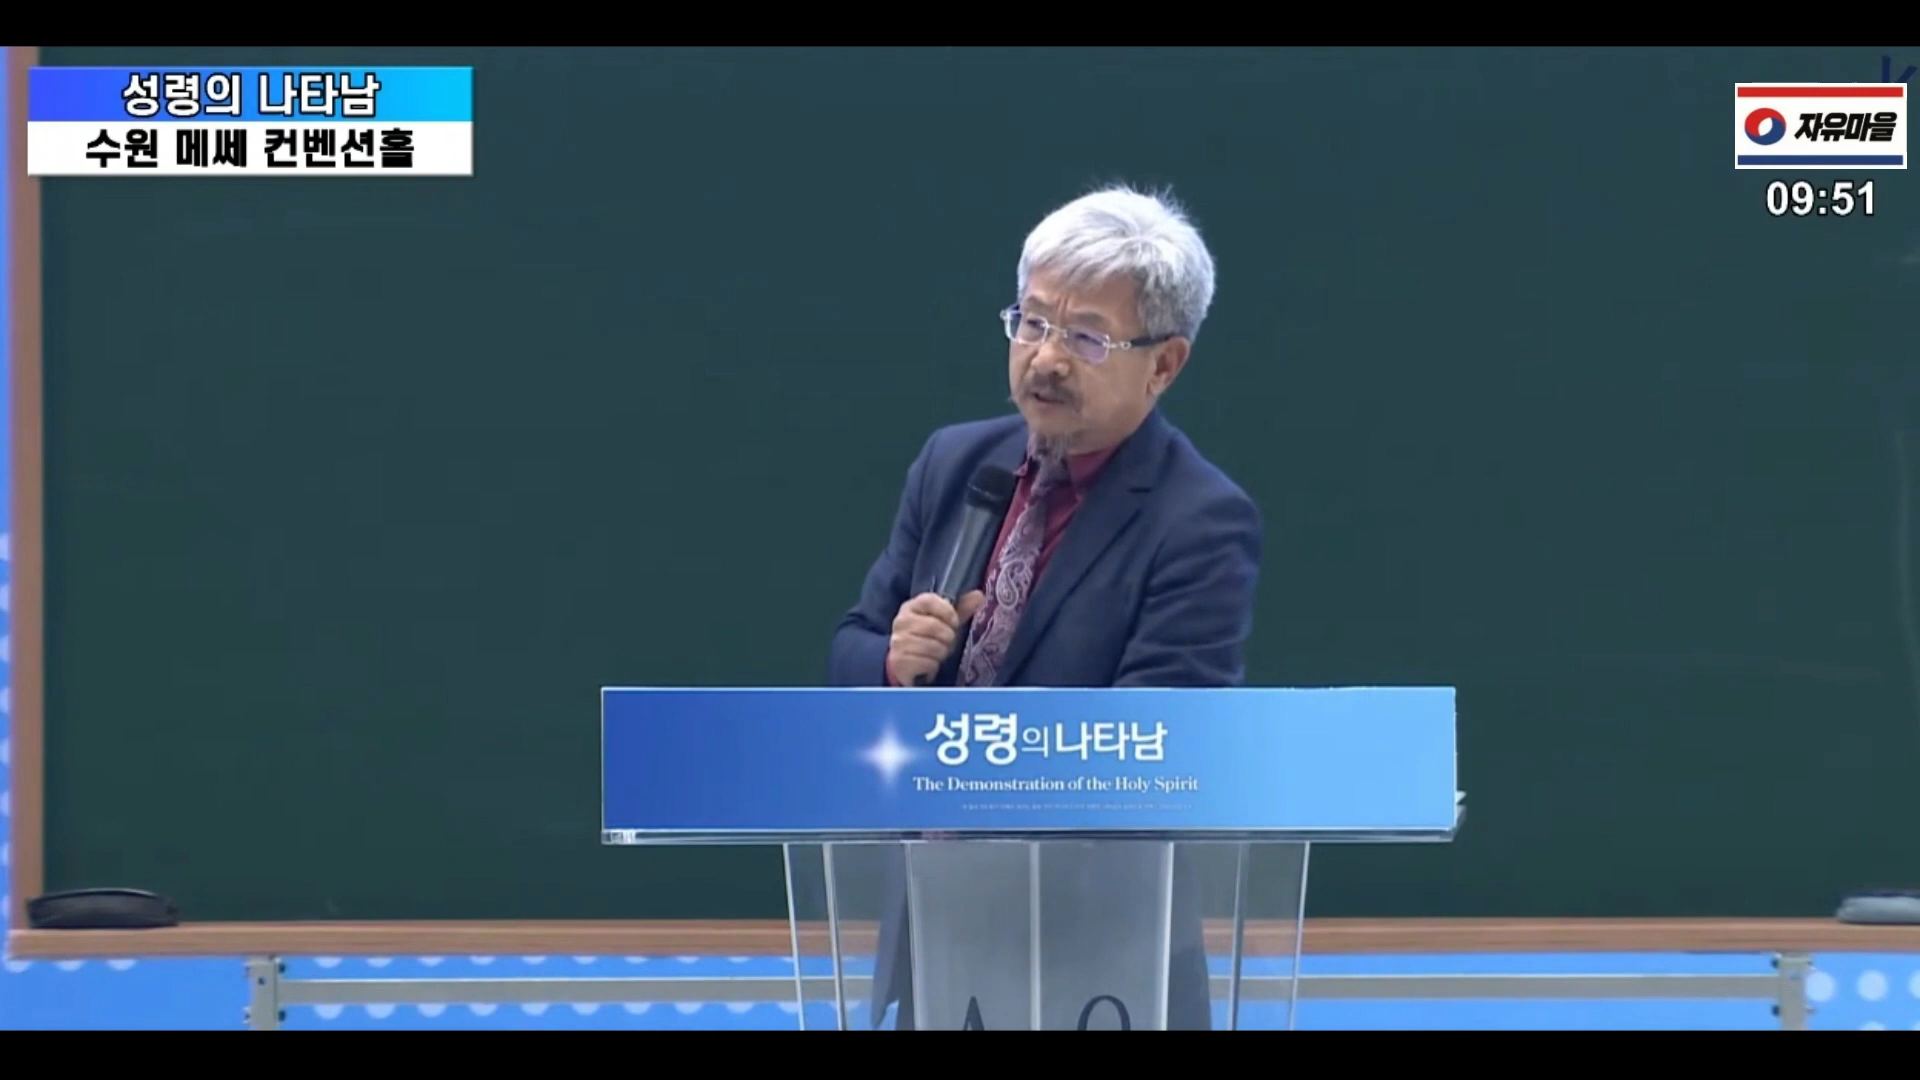 성령의 나타남
수원 메쎄 컨벤션홀
자유마을
09:51
성령의 나타남
The Demonstration of the Holy Spirit
A Ω